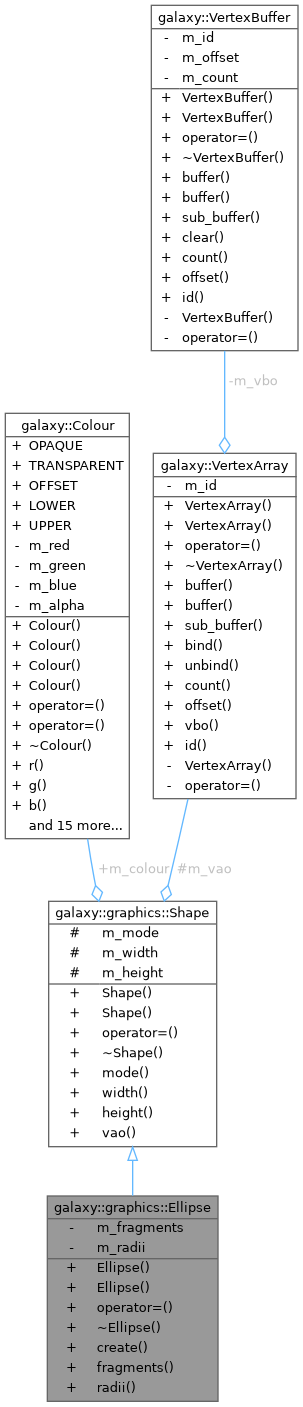 galaxy::VertexBuffer
- m_id
- m_offset
- m_count
+ VertexBuffer()
+ VertexBuffer()
+ operator=()
+ ~VertexBuffer()
+ buffer()
+ buffer()
+ sub_buffer()
+ clear()
+ count()
+ offset()
+ id()
- VertexBuffer()
- operator=()
-m_vbo
galaxy::Colour
+ OPAQUE
+ TRANSPARENT
+ OFFSET
+ LOWER
+ UPPER
- m_red
- m_green
- m_blue
- m_alpha
+ Colour()
+ Colour()
+ Colour()
+ Colour()
+ operator=()
+ operator=()
+ ~Colour()
+ r()
+ g()
+ b()
and 15 more...
galaxy::VertexArray
- m_id
+ VertexArray()
+ VertexArray()
+ operator=()
+ ~VertexArray()
+ buffer()
+ buffer()
+ sub_buffer()
+ bind()
+ unbind()
+ count()
+ offset()
+ vbo()
+ id()
- VertexArray()
- operator=()
+m_colour #m_vao
galaxy::graphics::Shape
# m_mode
# m_width
# m_height
+ Shape()
+ Shape()
+ operator=()
+ ~Shape()
+ mode()
+ width()
+ height()
+ vao()
galaxy::graphics::Ellipse
- m_fragments
- m_radii
+ Ellipse()
+ Ellipse()
+ operator=()
+ ~Ellipse()
+ create()
+ fragments()
+ radii()